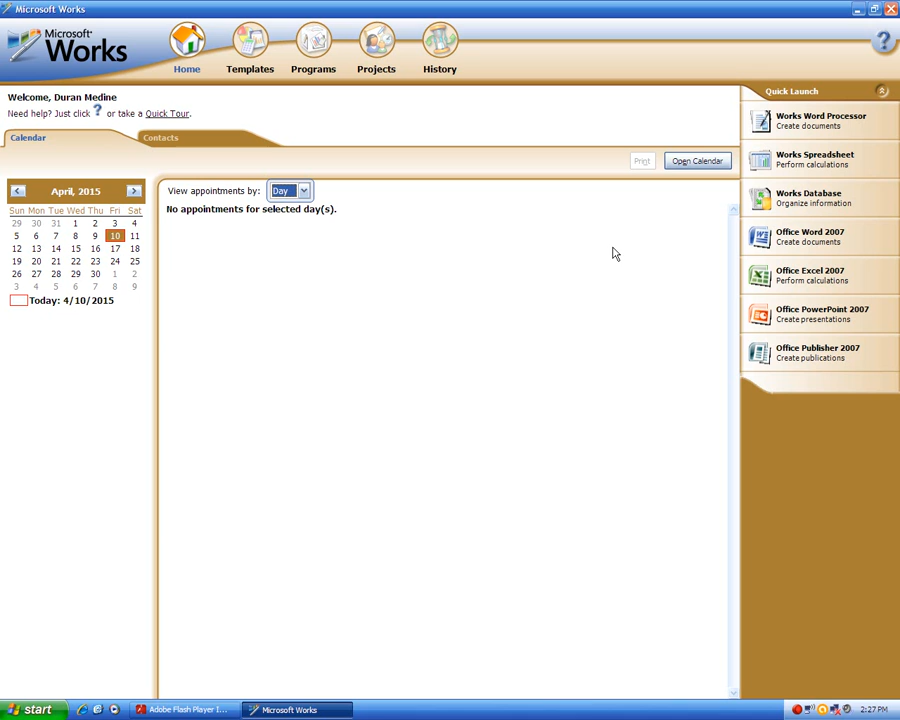 Microsoft Works
Microsoft®
Works
Home
Templates
Programs
Projects
History
Welcome, Duran Medine
Need help? Just click ? or take a Quick Tour.
Calendar
Contacts
Print
Open Calendar
April, 2015
Sun Mon Tue Wed Thu Fri Sat
29 30 31 1 2 3 4
5 6 7 8 9 10 11
12 13 14 15 16 17 18
19 20 21 22 23 24 25
26 27 28 29 30 1 2
3 4 5 6 7 8 9
Today: 4/10/2015
View appointments by: Day
No appointments for selected day(s).
Quick Launch
Works Word Processor
Create documents
Works Spreadsheet
Perform calculations
Works Database
Organize information
Office Word 2007
Create documents
Office Excel 2007
Perform calculations
Office PowerPoint 2007
Create presentations
Office Publisher 2007
Create publications
start
Adobe Flash Player I...
Microsoft Works
2:27 PM